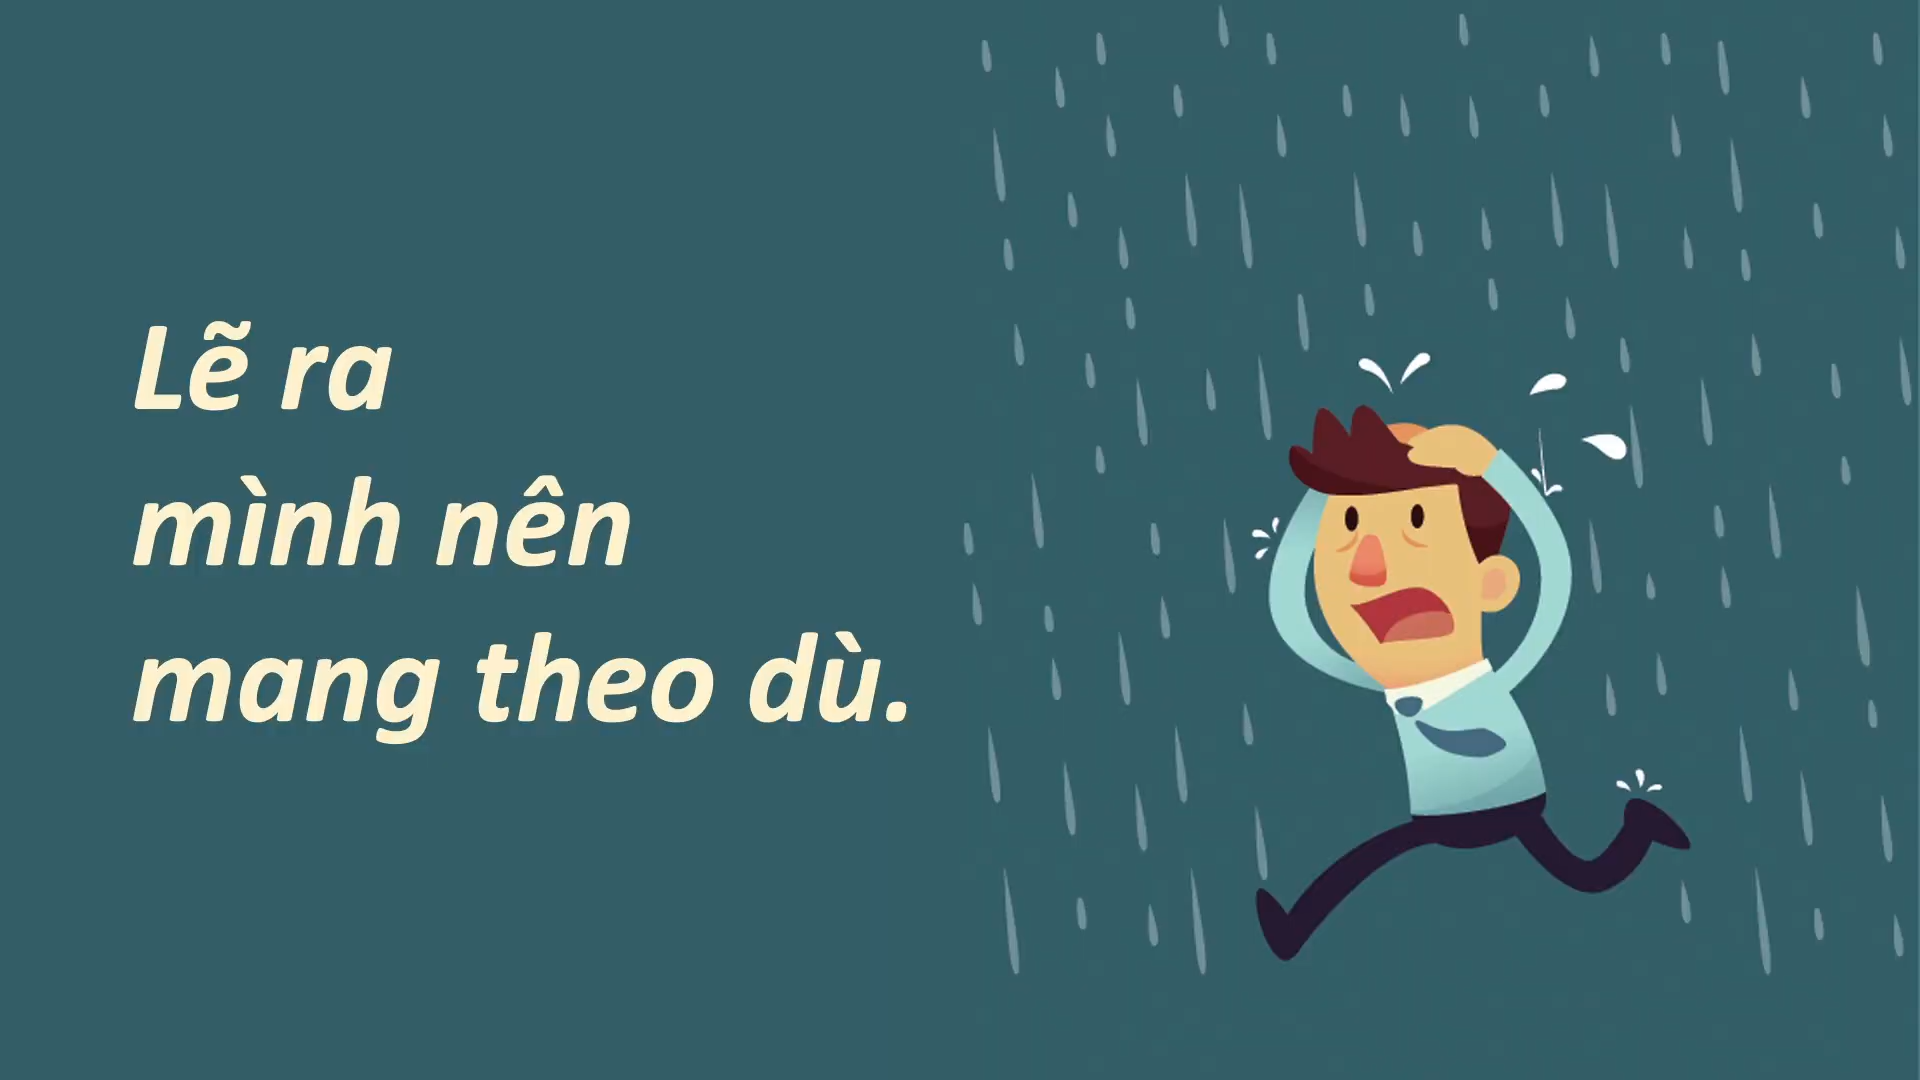 Lẽ ra
mình nên
mang theo dù.